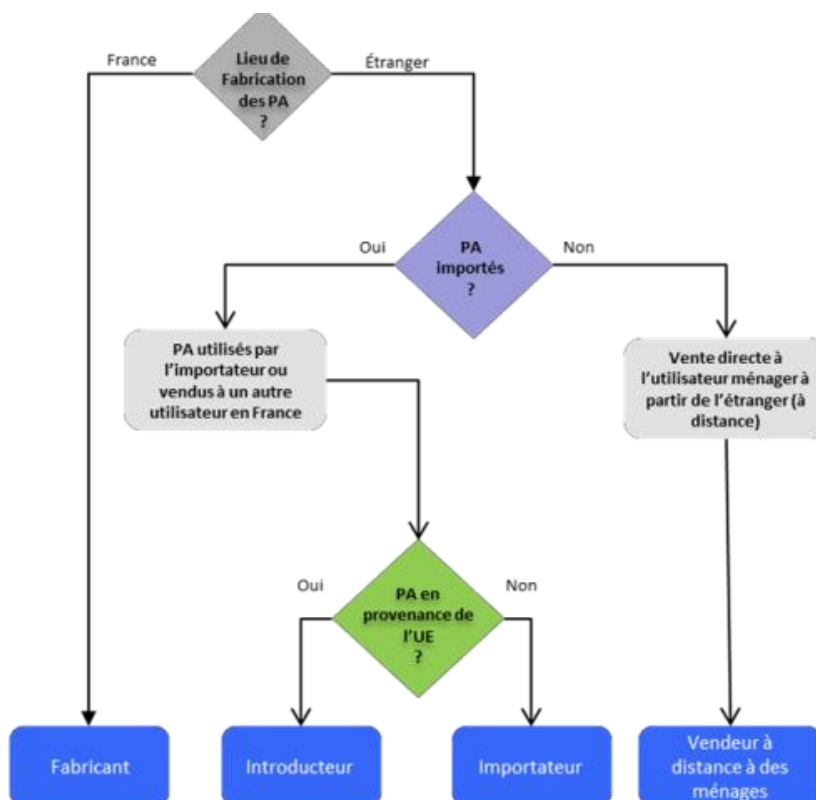 France
Lieu de
Fabrication
des PA
?
Étranger
Oui
PA
importés
?
Non
PA utilisés par
l'importateur ou
vendus à un autre
utilisateur en France
Vente directe à
l'utilisateur ménager à
partir de l'étranger (à
distance)
Oui
PA en
provenance de
l'UE
?
Non
Fabricant
Introducteur
Importateur
Vendeur à
distance à des
ménages